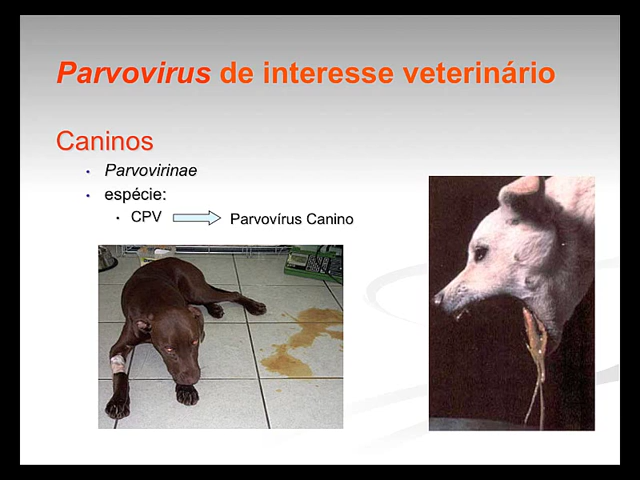 Parvovirus de interesse veterinário
Caninos
Parvovirinae
espécie:
CPV
Parvovírus Canino